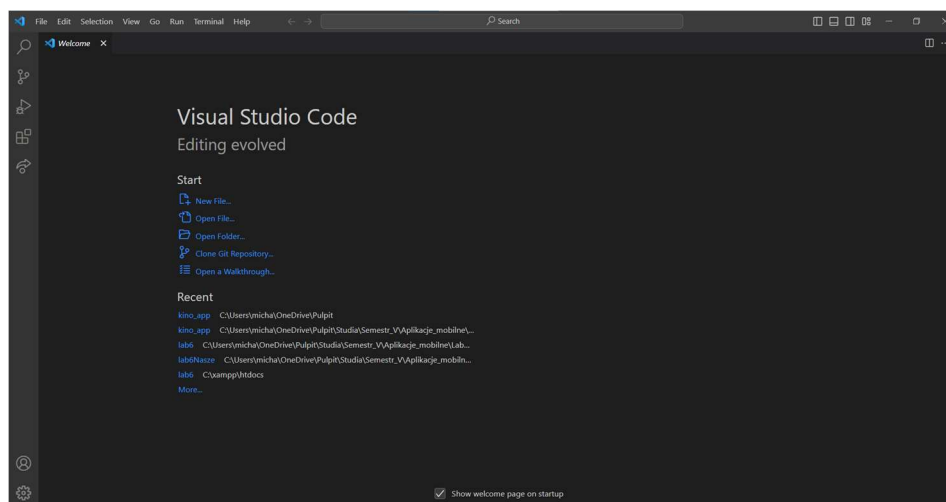 File Edit Selection View Go Run Terminal Help Search
Welcome
Visual Studio Code
Editing evolved
Start
New File...
Open File...
Open Folder...
Clone Git Repository...
Open a Walkthrough...
Recent
kino_app C:\Users\micha\OneDrive\Pulpit
kino_app C:\Users\micha\OneDrive\Pulpit\Studia\Semestr_V\Aplikacje_mobilne\...
lab6 C:\Users\micha\OneDrive\Pulpit\Studia\Semestr_V\Aplikacje_mobilne\Lab...
lab6Nasze C:\Users\micha\OneDrive\Pulpit\Studia\Semestr_V\Aplikacje_mobiln...
lab6 C:\xampp\htdocs
More...
Show welcome page on startup